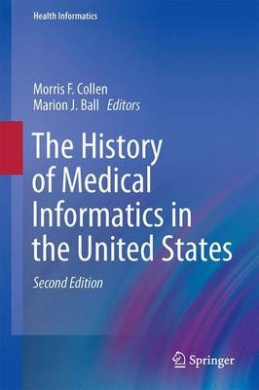 Health Informatics
Morris F. Collen
Marion J. Ball Editors
The History
of Medical
Informatics in
the United States
Second Edition
Springer